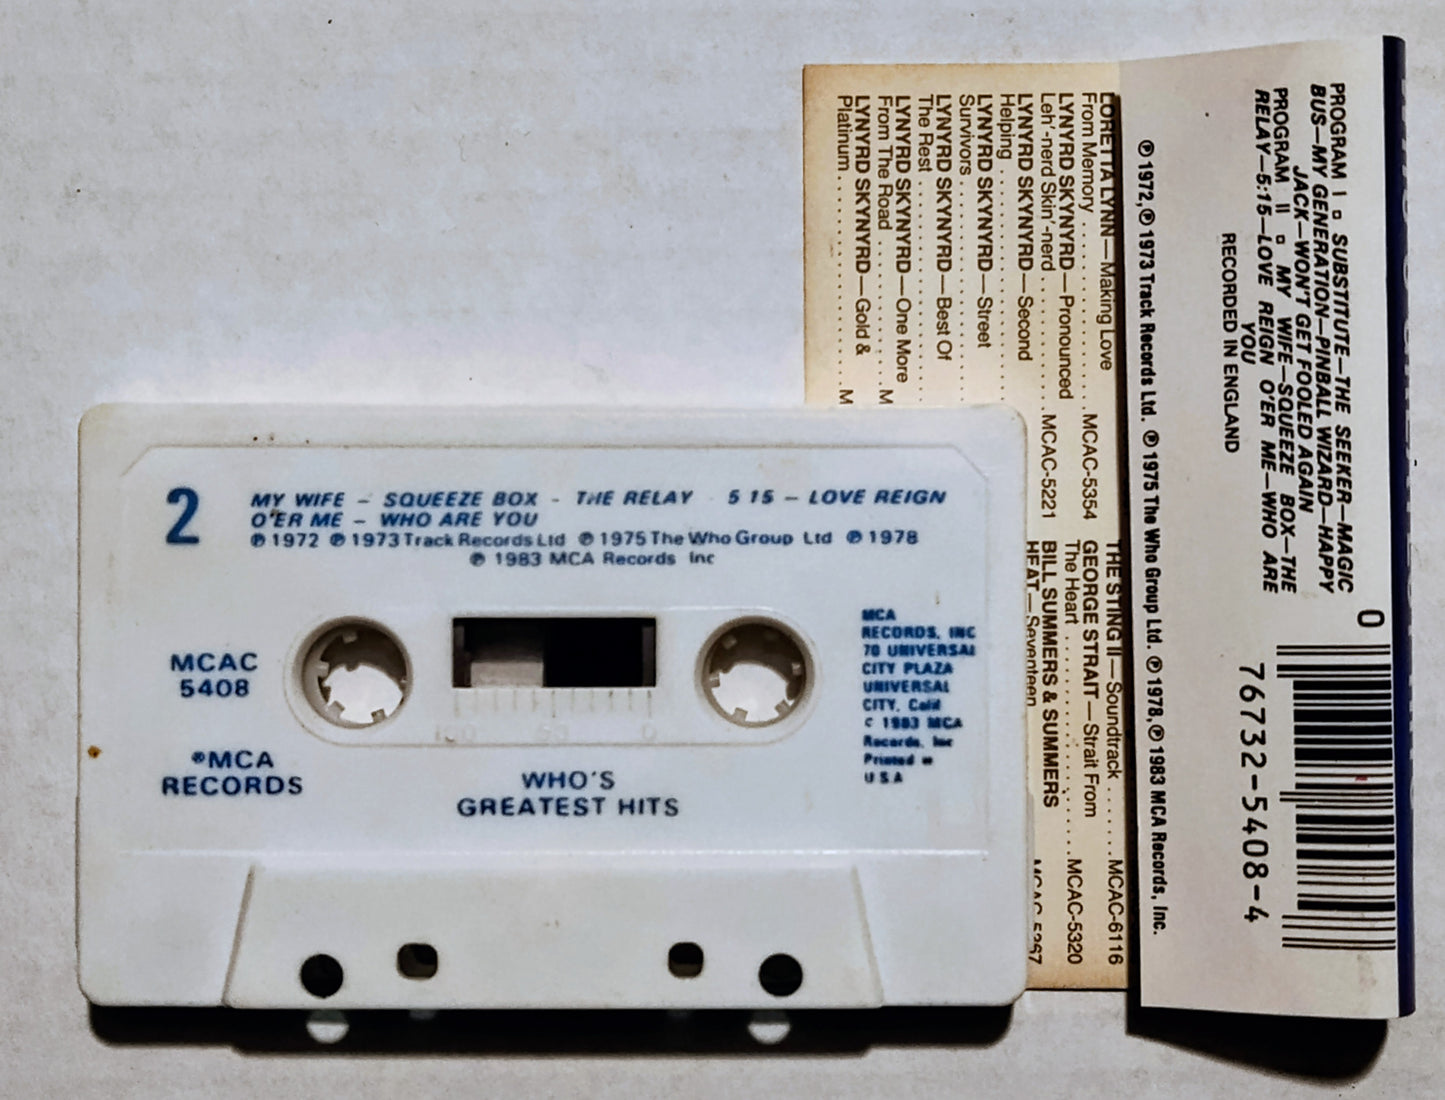 2
MY WIFE – SQUEEZE BOX - THE RELAY 5 15 – LOVE REIGN
O'ER ME – WHO ARE YOU
℗ 1972 ℗ 1973 Track Records Ltd ℗ 1975 The Who Group Ltd ℗ 1978
℗ 1983 MCA Records Inc
MCAC
5408
®MCA
RECORDS
WHO'S
GREATEST HITS
100 50 0
MCA
RECORDS, INC
70 UNIVERSAL
CITY PLAZA
UNIVERSAL
CITY, Calif
c 1983 MCA
Records, Inc
Printed in
U S A
LORETTA LYNN—Making Love
From Memory . . . . . . . . . . . . . MCAC-5354
LYNYRD SKYNYRD—Pronounced
Leh'-nerd Skin'-nerd . . . . . . . . . MCAC-5221
LYNYRD SKYNYRD—Second
Helping . . . . . . . . . . . . . . . .
LYNYRD SKYNYRD—Street
Survivors . . . . . . . . . . . . . . .
LYNYRD SKYNYRD—Best Of
The Rest . . . . . . . . . . . . . . .
LYNYRD SKYNYRD—One More
From The Road . . . . . . . . . . M
LYNYRD SKYNYRD—Gold &
Platinum . . . . . . . . . . . . . . M
THE STING II—Soundtrack . . . . . . MCAC-6116
GEORGE STRAIT—Strait From
The Heart . . . . . . . . . . . . . . . MCAC-5320
BILL SUMMERS & SUMMERS
HEAT—Seventeen MCAC-5267
PROGRAM I ▫ SUBSTITUTE—THE SEEKER—MAGIC
BUS—MY GENERATION—PINBALL WIZARD—HAPPY
JACK—WON'T GET FOOLED AGAIN
PROGRAM II ▫ MY WIFE—SQUEEZE BOX—THE
RELAY—5:15—LOVE REIGN O'ER ME—WHO ARE
YOU
RECORDED IN ENGLAND
℗ 1972, ℗ 1973 Track Records Ltd. ℗ 1975 The Who Group Ltd. ℗ 1978, ℗ 1983 MCA Records, Inc.
0
76732-5408-4